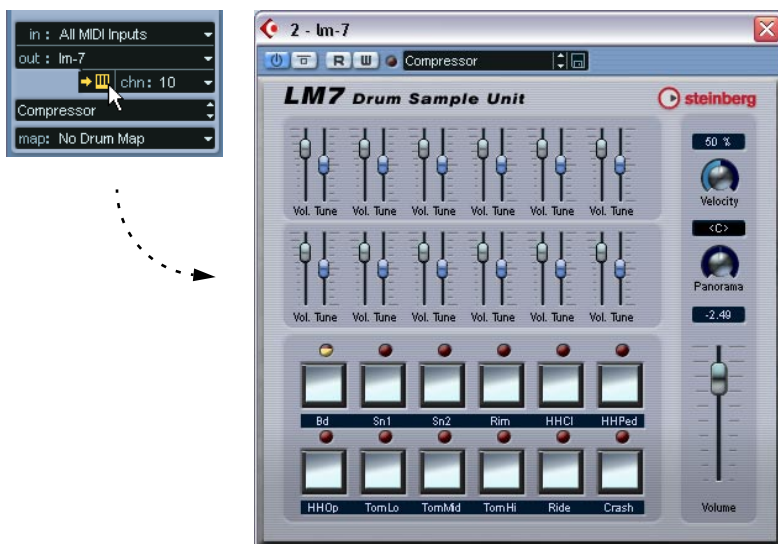 in : All MIDI Inputs
out : lm-7
chn: 10
Compressor
map: No Drum Map
2 - lm-7
R W Compressor
LM7 Drum Sample Unit
steinberg
Vol. Tune Vol. Tune Vol. Tune Vol. Tune Vol. Tune Vol. Tune
Vol. Tune Vol. Tune Vol. Tune Vol. Tune Vol. Tune Vol. Tune
Bd Sn1 Sn2 Rim HHCl HHPed
HHOp TomLo TomMid TomHi Ride Crash
50 %
Velocity
<C>
Panorama
-2.49
Volume